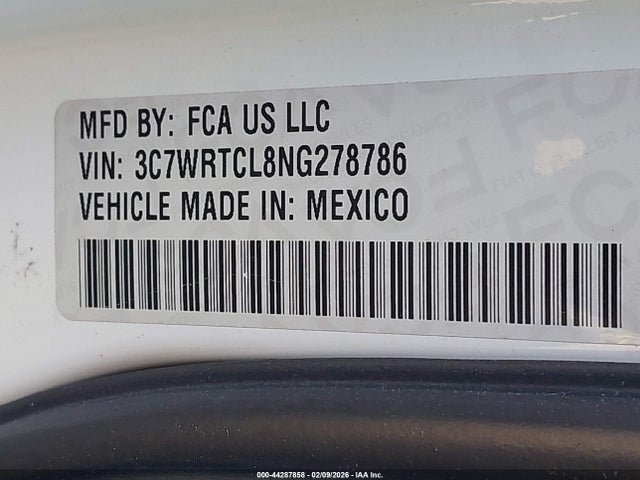 MFD BY: FCA US LLC
VIN: 3C7WRTCL8NG278786
VEHICLE MADE IN: MEXICO
000-44287858 - 02/09/2026 - IAA Inc.